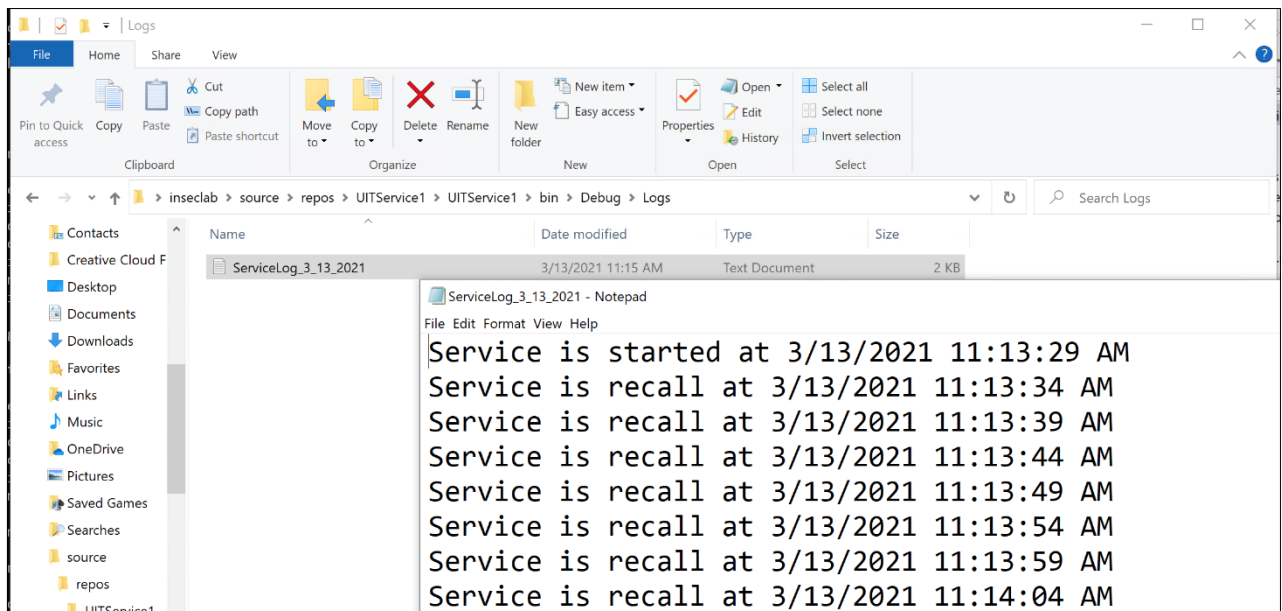 Logs
File Home Share View
Pin to Quick access
Copy
Paste
Cut
Copy path
Paste shortcut
Move to
Copy to
Delete
Rename
New folder
New item
Easy access
Properties
Open
Edit
History
Select all
Select none
Invert selection
Clipboard Organize New Open Select
inseclab > source > repos > UITService1 > UITService1 > bin > Debug > Logs
Search Logs
Name Date modified Type Size
ServiceLog_3_13_2021 3/13/2021 11:15 AM Text Document 2 KB
Contacts
Creative Cloud F
Desktop
Documents
Downloads
Favorites
Links
Music
OneDrive
Pictures
Saved Games
Searches
source
repos
UITService1
ServiceLog_3_13_2021 - Notepad
File Edit Format View Help
Service is started at 3/13/2021 11:13:29 AM
Service is recall at 3/13/2021 11:13:34 AM
Service is recall at 3/13/2021 11:13:39 AM
Service is recall at 3/13/2021 11:13:44 AM
Service is recall at 3/13/2021 11:13:49 AM
Service is recall at 3/13/2021 11:13:54 AM
Service is recall at 3/13/2021 11:13:59 AM
Service is recall at 3/13/2021 11:14:04 AM